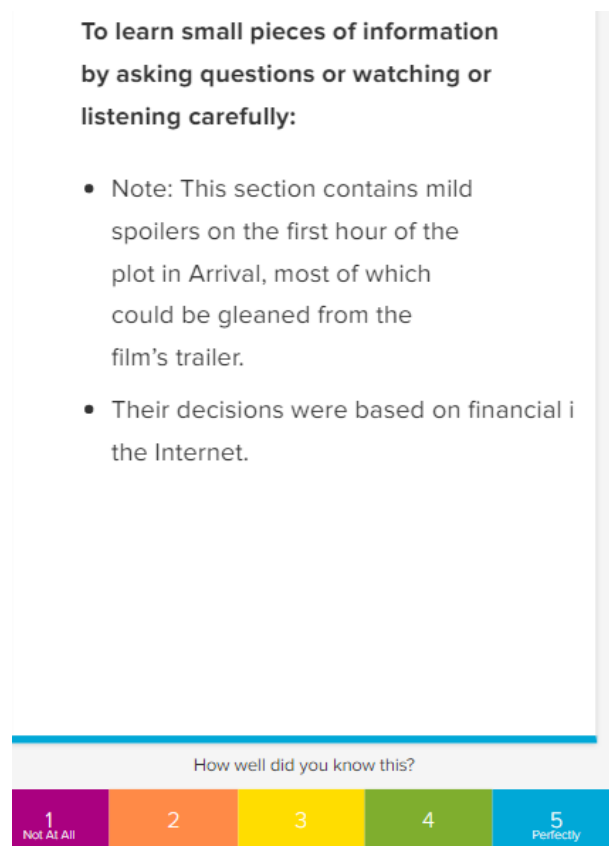 To learn small pieces of information
by asking questions or watching or
listening carefully:
• Note: This section contains mild
spoilers on the first hour of the
plot in Arrival, most of which
could be gleaned from the
film's trailer.
• Their decisions were based on financial i
the Internet.
How well did you know this?
1 2 3 4 5
Not At All Perfectly